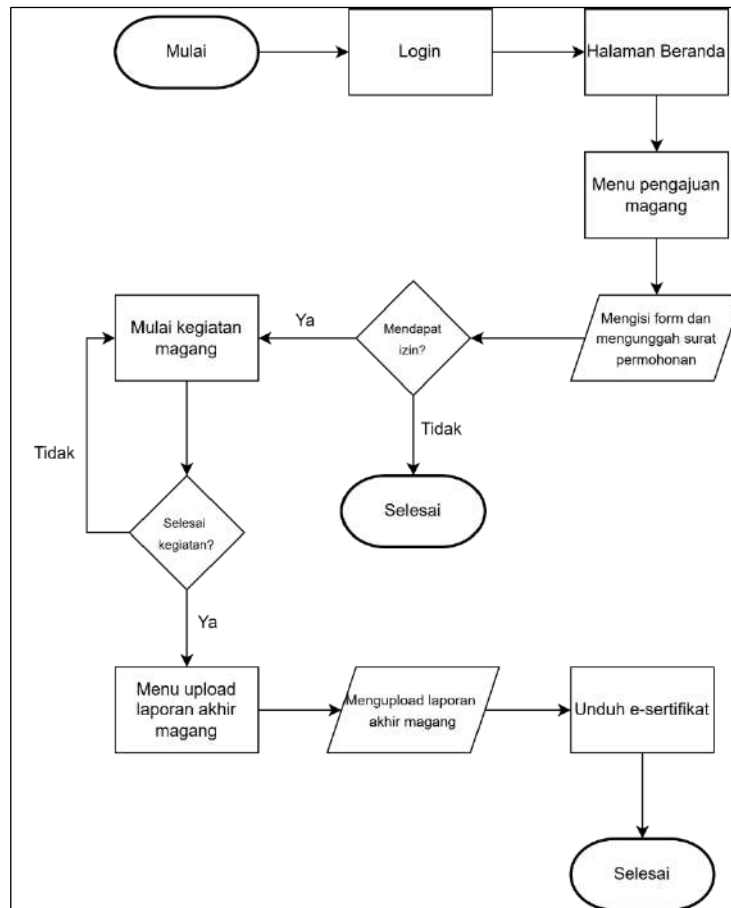 Mulai
Login
Halaman Beranda
Menu pengajuan
magang
Mengisi form dan
mengunggah surat
permohonan
Mendapat
izin?
Ya
Mulai kegiatan
magang
Tidak
Tidak
Selesai
Selesai
kegiatan?
Ya
Menu upload
laporan akhir
magang
Mengupload laporan
akhir magang
Unduh e-sertifikat
Selesai